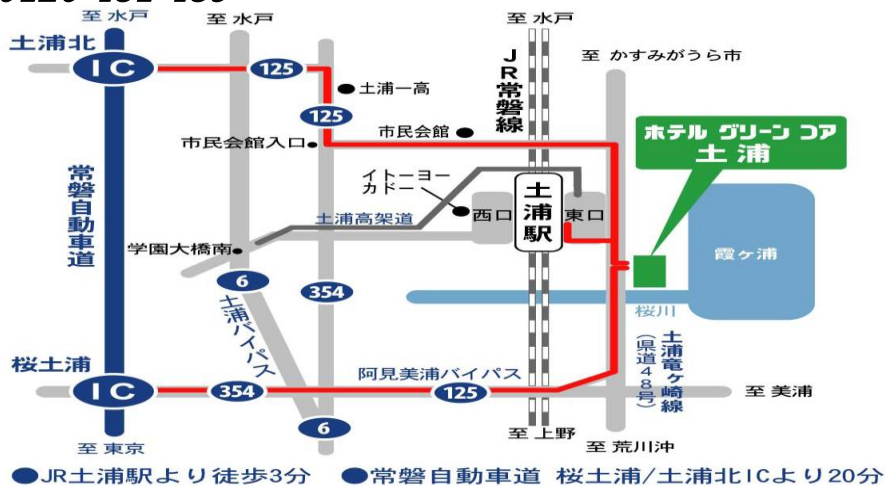 至 水戸
至 水戸
至 水戸
土浦北
IC
125
JR常磐線
至 かすみがうら市
土浦一高
125
市民会館
市民会館入口
ホテル グリーン コア
土浦
イトーヨー
カドー
常磐自動車道
土浦高架道
西口
土浦駅
東口
学園大橋南
霞ヶ浦
6
354
桜川
土浦バイパス
土浦竜ヶ崎線
(県道48号)
桜土浦
IC
354
阿見美浦バイパス
125
至 美浦
6
至 東京
至 上野
至 荒川沖
●JR土浦駅より徒歩3分 ●常磐自動車道 桜土浦/土浦北ICより20分